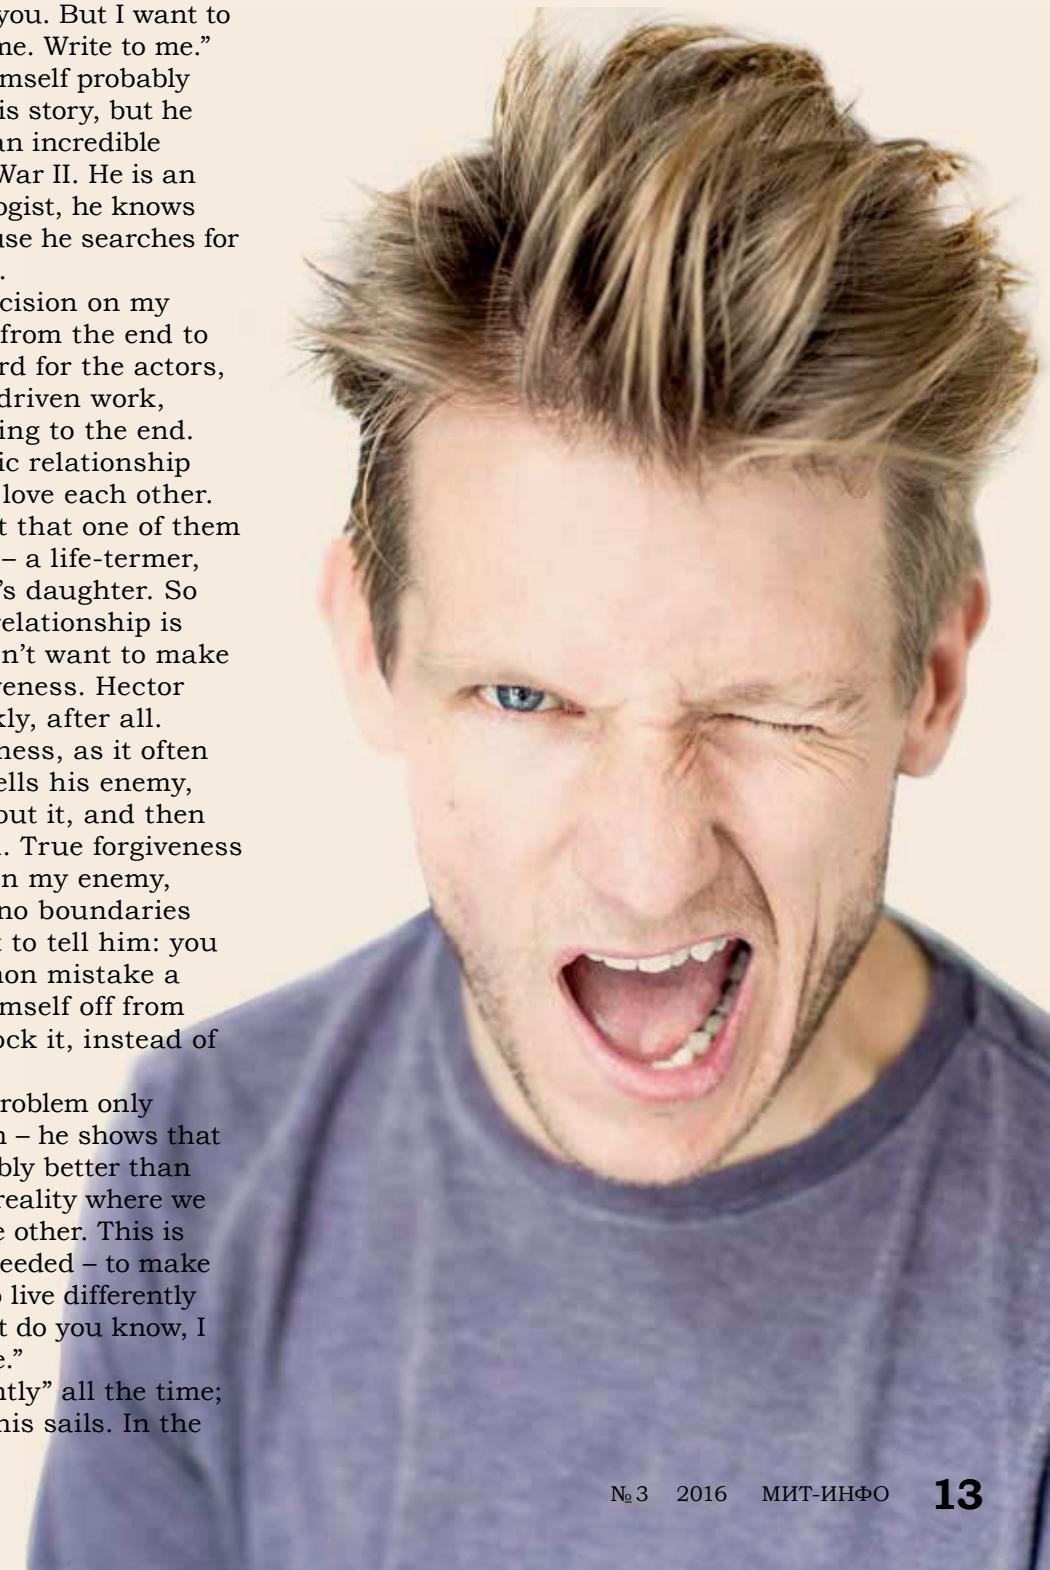 you. But I want to
me. Write to me.”
mself probably
is story, but he
an incredible
War II. He is an
ogist, he knows
use he searches for
.
cision on my
from the end to
rd for the actors,
driven work,
ing to the end.
ic relationship
love each other.
t that one of them
– a life-termer,
’s daughter. So
relationship is
n’t want to make
veness. Hector
kly, after all.
ness, as it often
ells his enemy,
out it, and then
. True forgiveness
n my enemy,
no boundaries
t to tell him: you
mon mistake a
mself off from
ock it, instead of
roblem only
n – he shows that
bly better than
reality where we
e other. This is
eeded – to make
o live differently
t do you know, I
e.”
ntly” all the time;
his sails. In the
№ 3 2016 МИТ-ИНФО 13